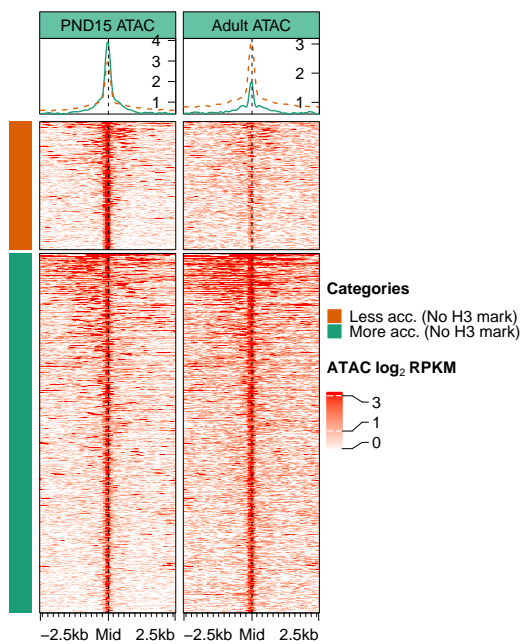 PND15 ATAC Adult ATAC
4
3
2
1
3
2
1
Categories
Less acc. (No H3 mark)
More acc. (No H3 mark)
ATAC log₂ RPKM
3
1
0
−2.5kb Mid 2.5kb −2.5kb Mid 2.5kb